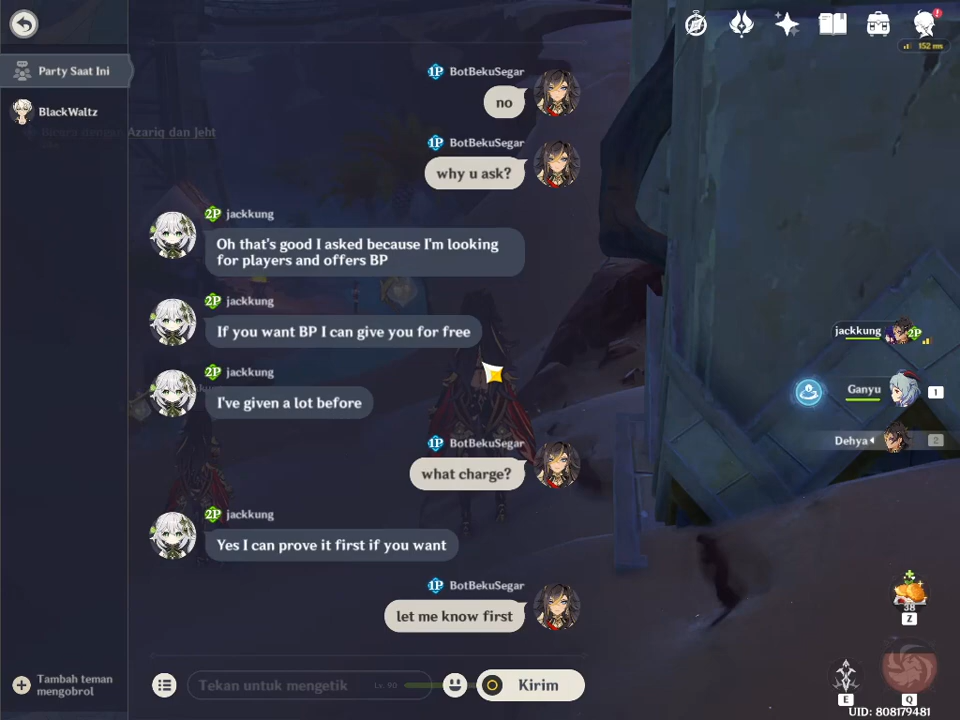 152 ms
Party Saat Ini
BlackWaltz
Azariq dan Jeht
1P BotBekuSegar
no
1P BotBekuSegar
why u ask?
2P jackkung
Oh that's good I asked because I'm looking
for players and offers BP
2P jackkung
If you want BP I can give you for free
2P jackkung
I've given a lot before
1P BotBekuSegar
what charge?
2P jackkung
Yes I can prove it first if you want
1P BotBekuSegar
let me know first
jackkung 2P
Ganyu 1
Dehya 2
38
Z
Tambah teman
mengobrol
Tekan untuk mengetik
Lv. 90
Kirim
E
Q
UID: 808179481